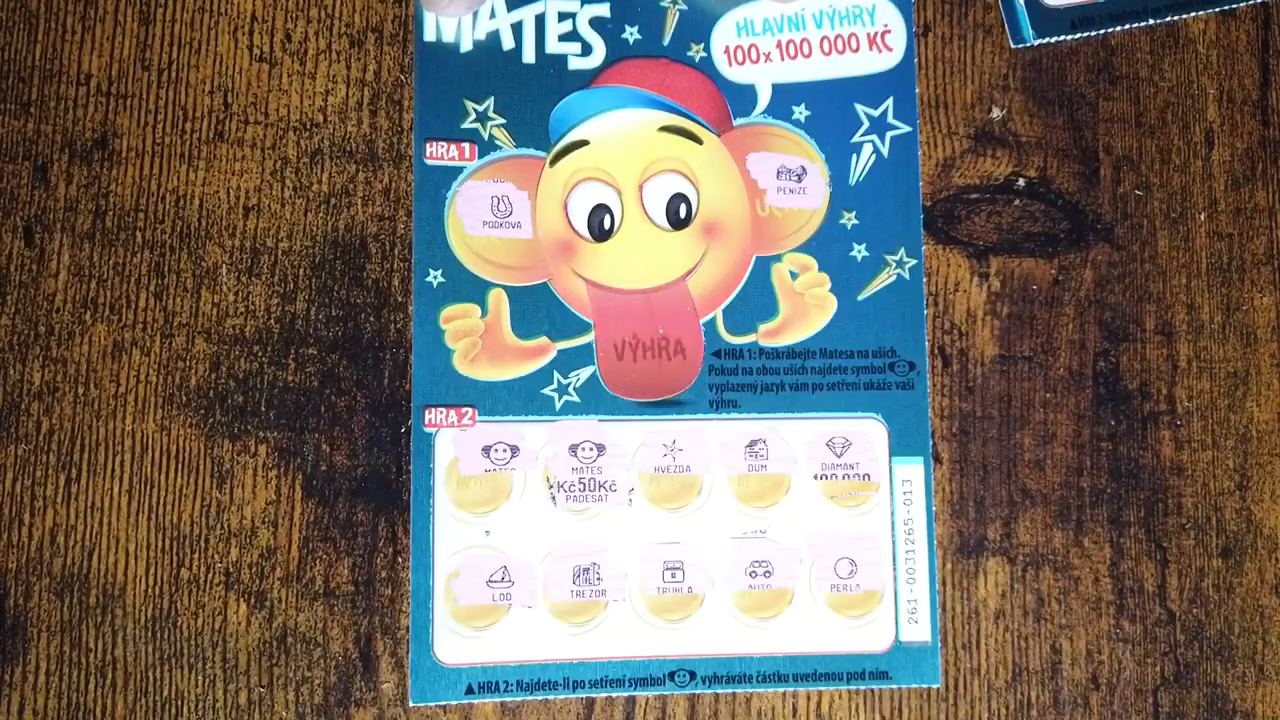 MATES
HLAVNÍ VÝHRY
100x100 000 KČ
HRA 1
PODKOVA
PENIZE
VÝHRA
◄HRA 1: Poškrábejte Matesa na uších.
Pokud na obou uších najdete symbol
vyplazený jazyk vám po setření ukáže vaši
výhru.
HRA 2
MATES MATES HVEZDA DUM DIAMANT
Kč50Kč 100 000
PADESAT
LOD TREZOR TRUHLA AUTO PERLA
261-0031265-013
▲HRA 2: Najdete-li po setření symbol , vyhráváte částku uvedenou pod ním.